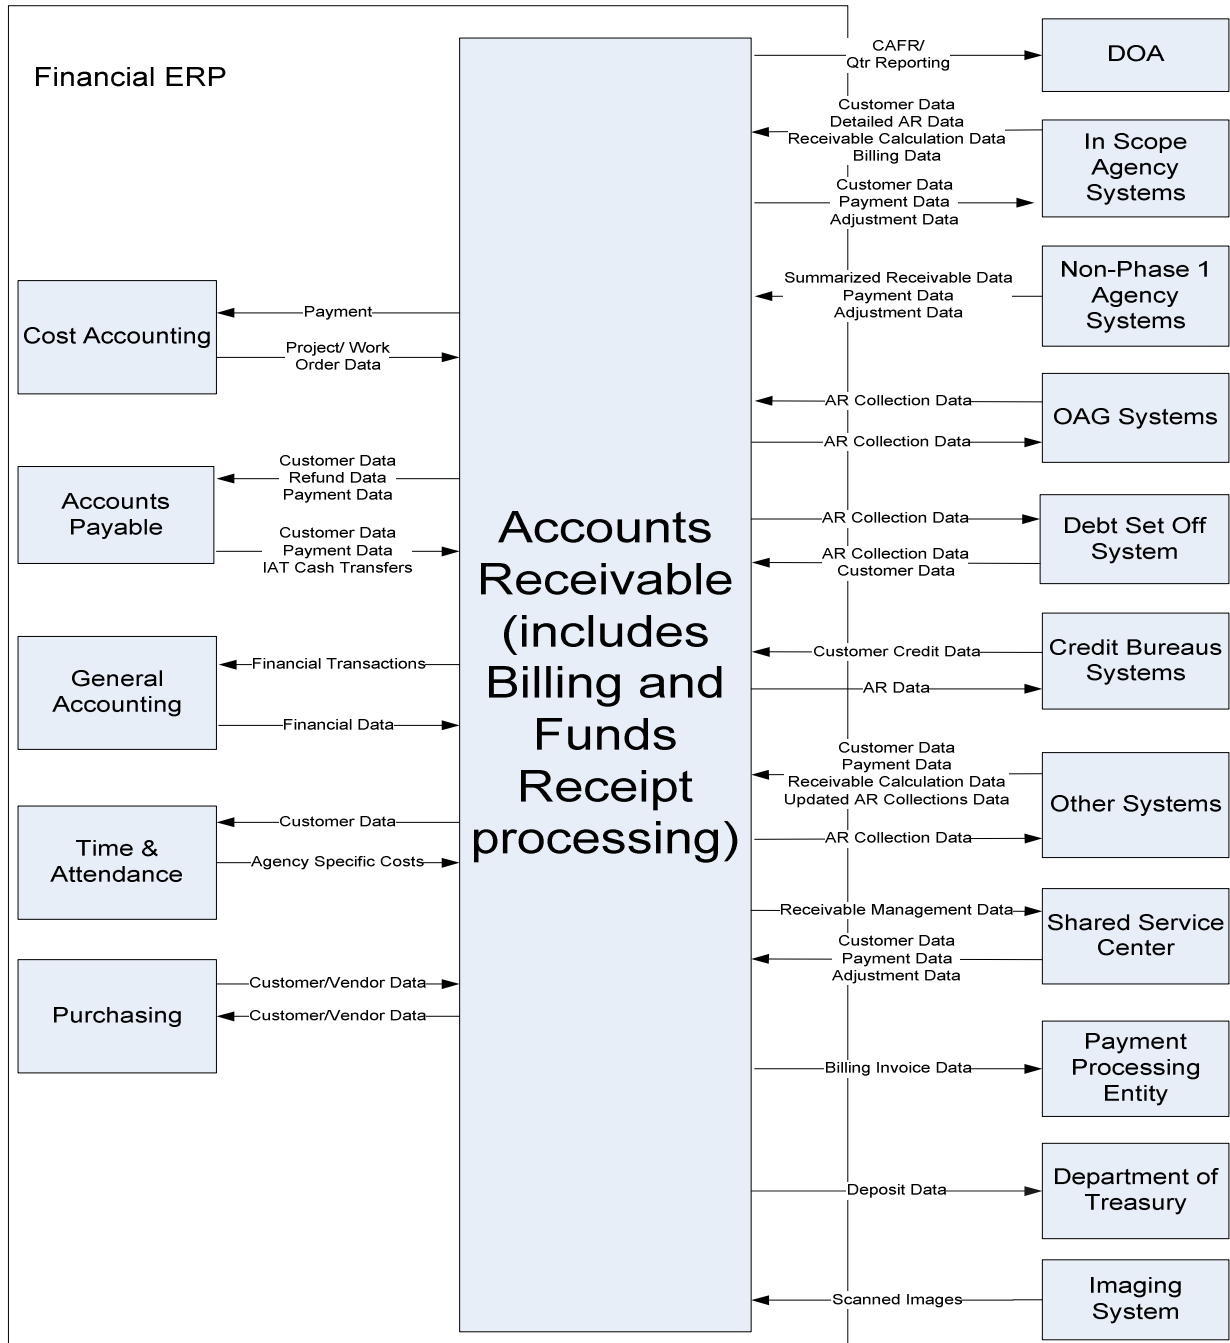 Financial ERP
Cost Accounting
Payment
Project/ Work
Order Data
Accounts
Payable
Customer Data
Refund Data
Payment Data
Customer Data
Payment Data
IAT Cash Transfers
General
Accounting
Financial Transactions
Financial Data
Time &
Attendance
Customer Data
Agency Specific Costs
Purchasing
Customer/Vendor Data
Customer/Vendor Data
Accounts
Receivable
(includes
Billing and
Funds
Receipt
processing)
CAFR/
Qtr Reporting
DOA
Customer Data
Detailed AR Data
Receivable Calculation Data
Billing Data
Customer Data
Payment Data
Adjustment Data
In Scope
Agency
Systems
Summarized Receivable Data
Payment Data
Adjustment Data
Non-Phase 1
Agency
Systems
AR Collection Data
AR Collection Data
OAG Systems
AR Collection Data
AR Collection Data
Customer Data
Debt Set Off
System
Customer Credit Data
AR Data
Credit Bureaus
Systems
Customer Data
Payment Data
Receivable Calculation Data
Updated AR Collections Data
AR Collection Data
Other Systems
Receivable Management Data
Customer Data
Payment Data
Adjustment Data
Shared Service
Center
Billing Invoice Data
Payment
Processing
Entity
Deposit Data
Department of
Treasury
Scanned Images
Imaging
System